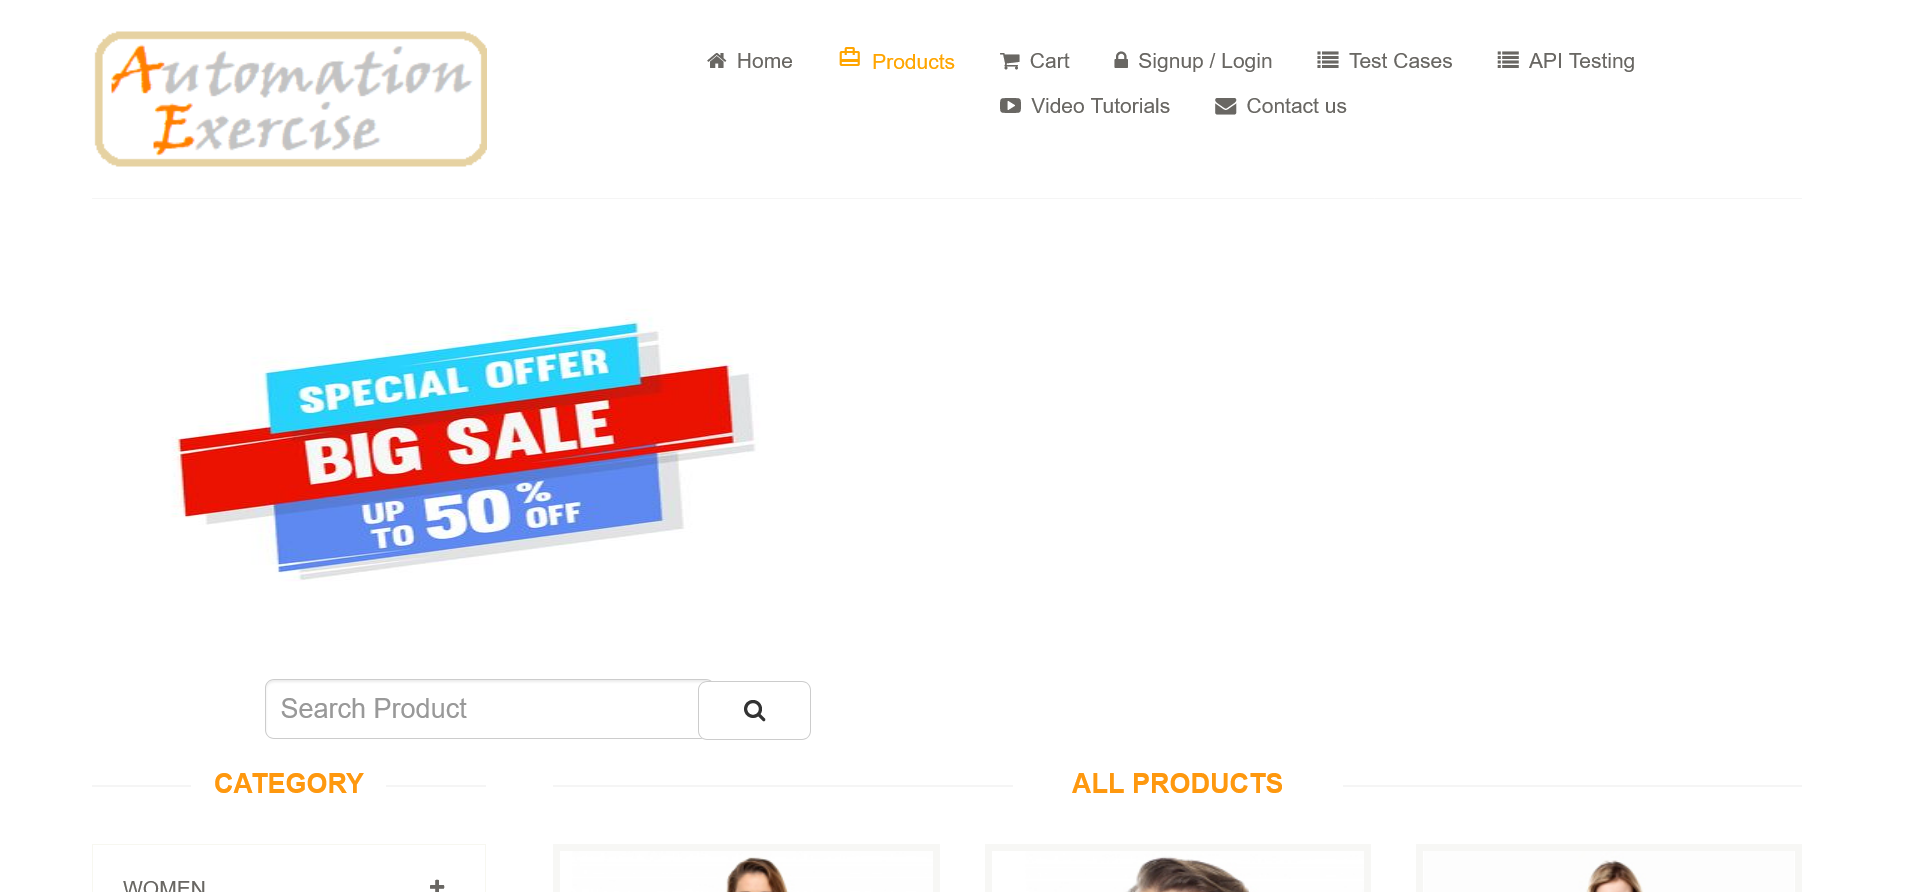 Automation
Exercise
Home
Products
Cart
Signup / Login
Test Cases
API Testing
Video Tutorials
Contact us
SPECIAL OFFER
BIG SALE
UP TO 50% OFF
Search Product
CATEGORY
ALL PRODUCTS
WOMEN